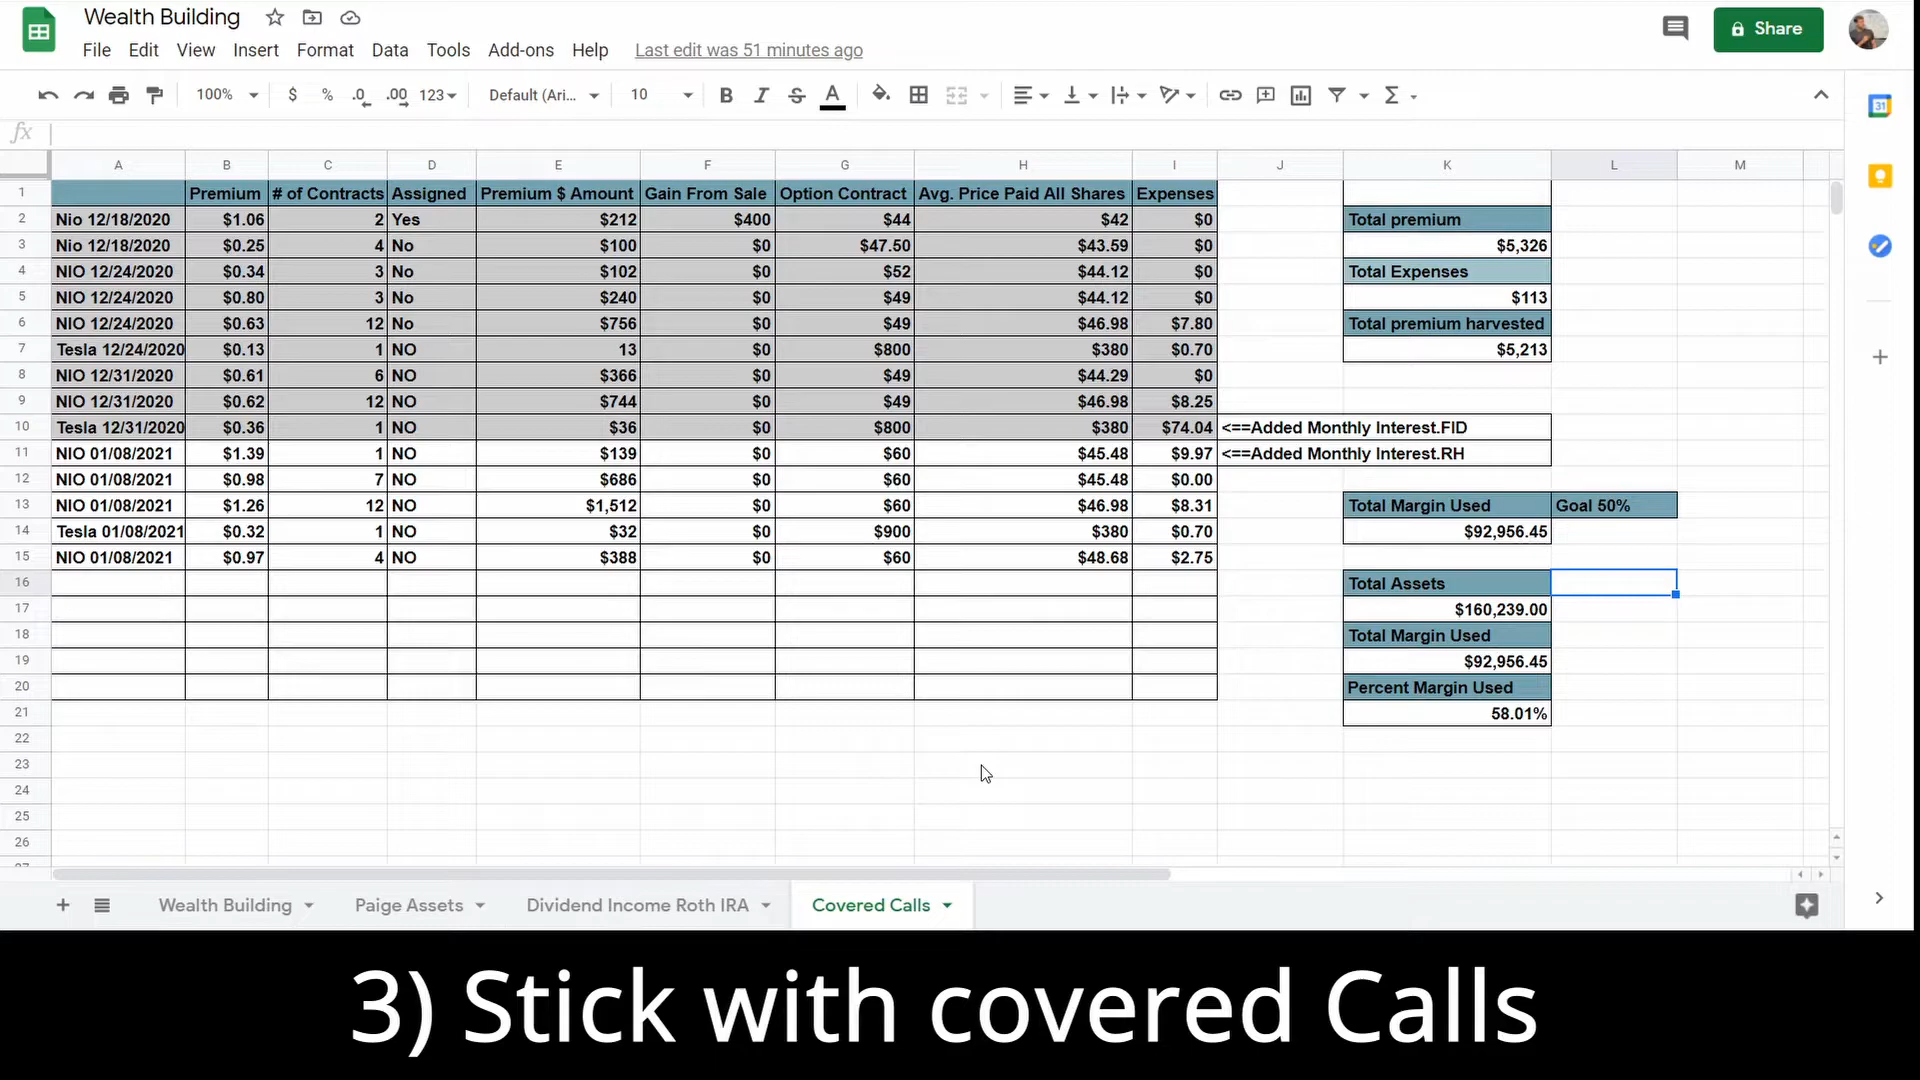 Wealth Building
File Edit View Insert Format Data Tools Add-ons Help Last edit was 51 minutes ago
Share
100% $ % .0 .00 123 Default (Ari... 10 B I S A Σ
31
fx
A B C D E F G H I J K L M
1 Premium # of Contracts Assigned Premium $ Amount Gain From Sale Option Contract Avg. Price Paid All Shares Expenses
2 Nio 12/18/2020 $1.06 2 Yes $212 $400 $44 $42 $0 Total premium
3 Nio 12/18/2020 $0.25 4 No $100 $0 $47.50 $43.59 $0 $5,326
4 NIO 12/24/2020 $0.34 3 No $102 $0 $52 $44.12 $0 Total Expenses
5 NIO 12/24/2020 $0.80 3 No $240 $0 $49 $44.12 $0 $113
6 NIO 12/24/2020 $0.63 12 No $756 $0 $49 $46.98 $7.80 Total premium harvested
7 Tesla 12/24/2020 $0.13 1 NO 13 $0 $800 $380 $0.70 $5,213
8 NIO 12/31/2020 $0.61 6 NO $366 $0 $49 $44.29 $0
9 NIO 12/31/2020 $0.62 12 NO $744 $0 $49 $46.98 $8.25
10 Tesla 12/31/2020 $0.36 1 NO $36 $0 $800 $380 $74.04 <==Added Monthly Interest.FID
11 NIO 01/08/2021 $1.39 1 NO $139 $0 $60 $45.48 $9.97 <==Added Monthly Interest.RH
12 NIO 01/08/2021 $0.98 7 NO $686 $0 $60 $45.48 $0.00
13 NIO 01/08/2021 $1.26 12 NO $1,512 $0 $60 $46.98 $8.31 Total Margin Used Goal 50%
14 Tesla 01/08/2021 $0.32 1 NO $32 $0 $900 $380 $0.70 $92,956.45
15 NIO 01/08/2021 $0.97 4 NO $388 $0 $60 $48.68 $2.75
16 Total Assets
17 $160,239.00
18 Total Margin Used
19 $92,956.45
20 Percent Margin Used
21 58.01%
22
23
24
25
26
27
Wealth Building Paige Assets Dividend Income Roth IRA Covered Calls
3) Stick with covered Calls